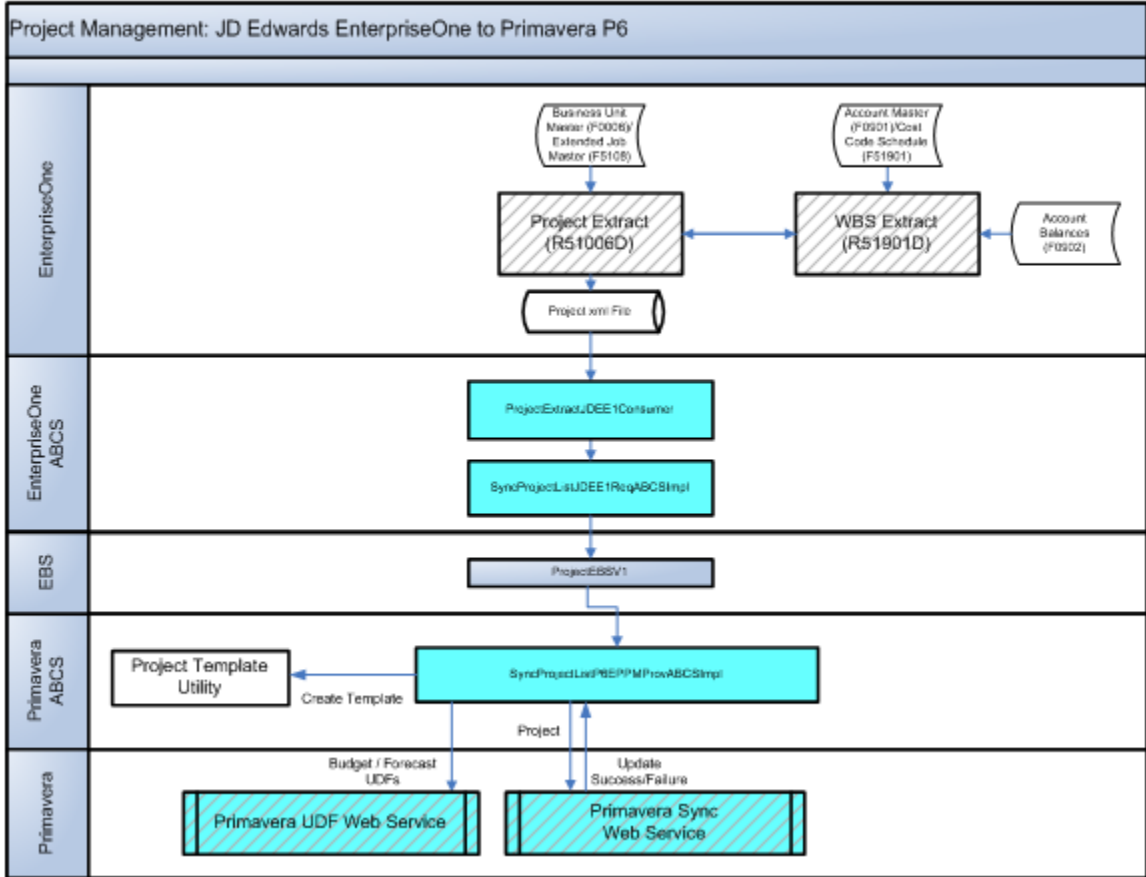 Project Management: JD Edwards EnterpriseOne to Primavera P6
EnterpriseOne
Business Unit
Master (F0006)/
Extended Job
Master (F5108)
Account Master
(F0901)/Cost
Code Schedule
(F51901)
Project Extract
(R51006D)
WBS Extract
(R51901D)
Account
Balances
(F0902)
Project xml File
EnterpriseOne
ABCS
ProjectExtractJDEE1Consumer
SyncProjectListJDEE1ReqABCSImpl
EBS
ProjectEBSV1
Primavera
ABCS
Project Template
Utility
Create Template
SyncProjectListP6EPPMProvABCSImpl
Project
Primavera
Budget / Forecast
UDFs
Update
Success/Failure
Primavera UDF Web Service
Primavera Sync
Web Service